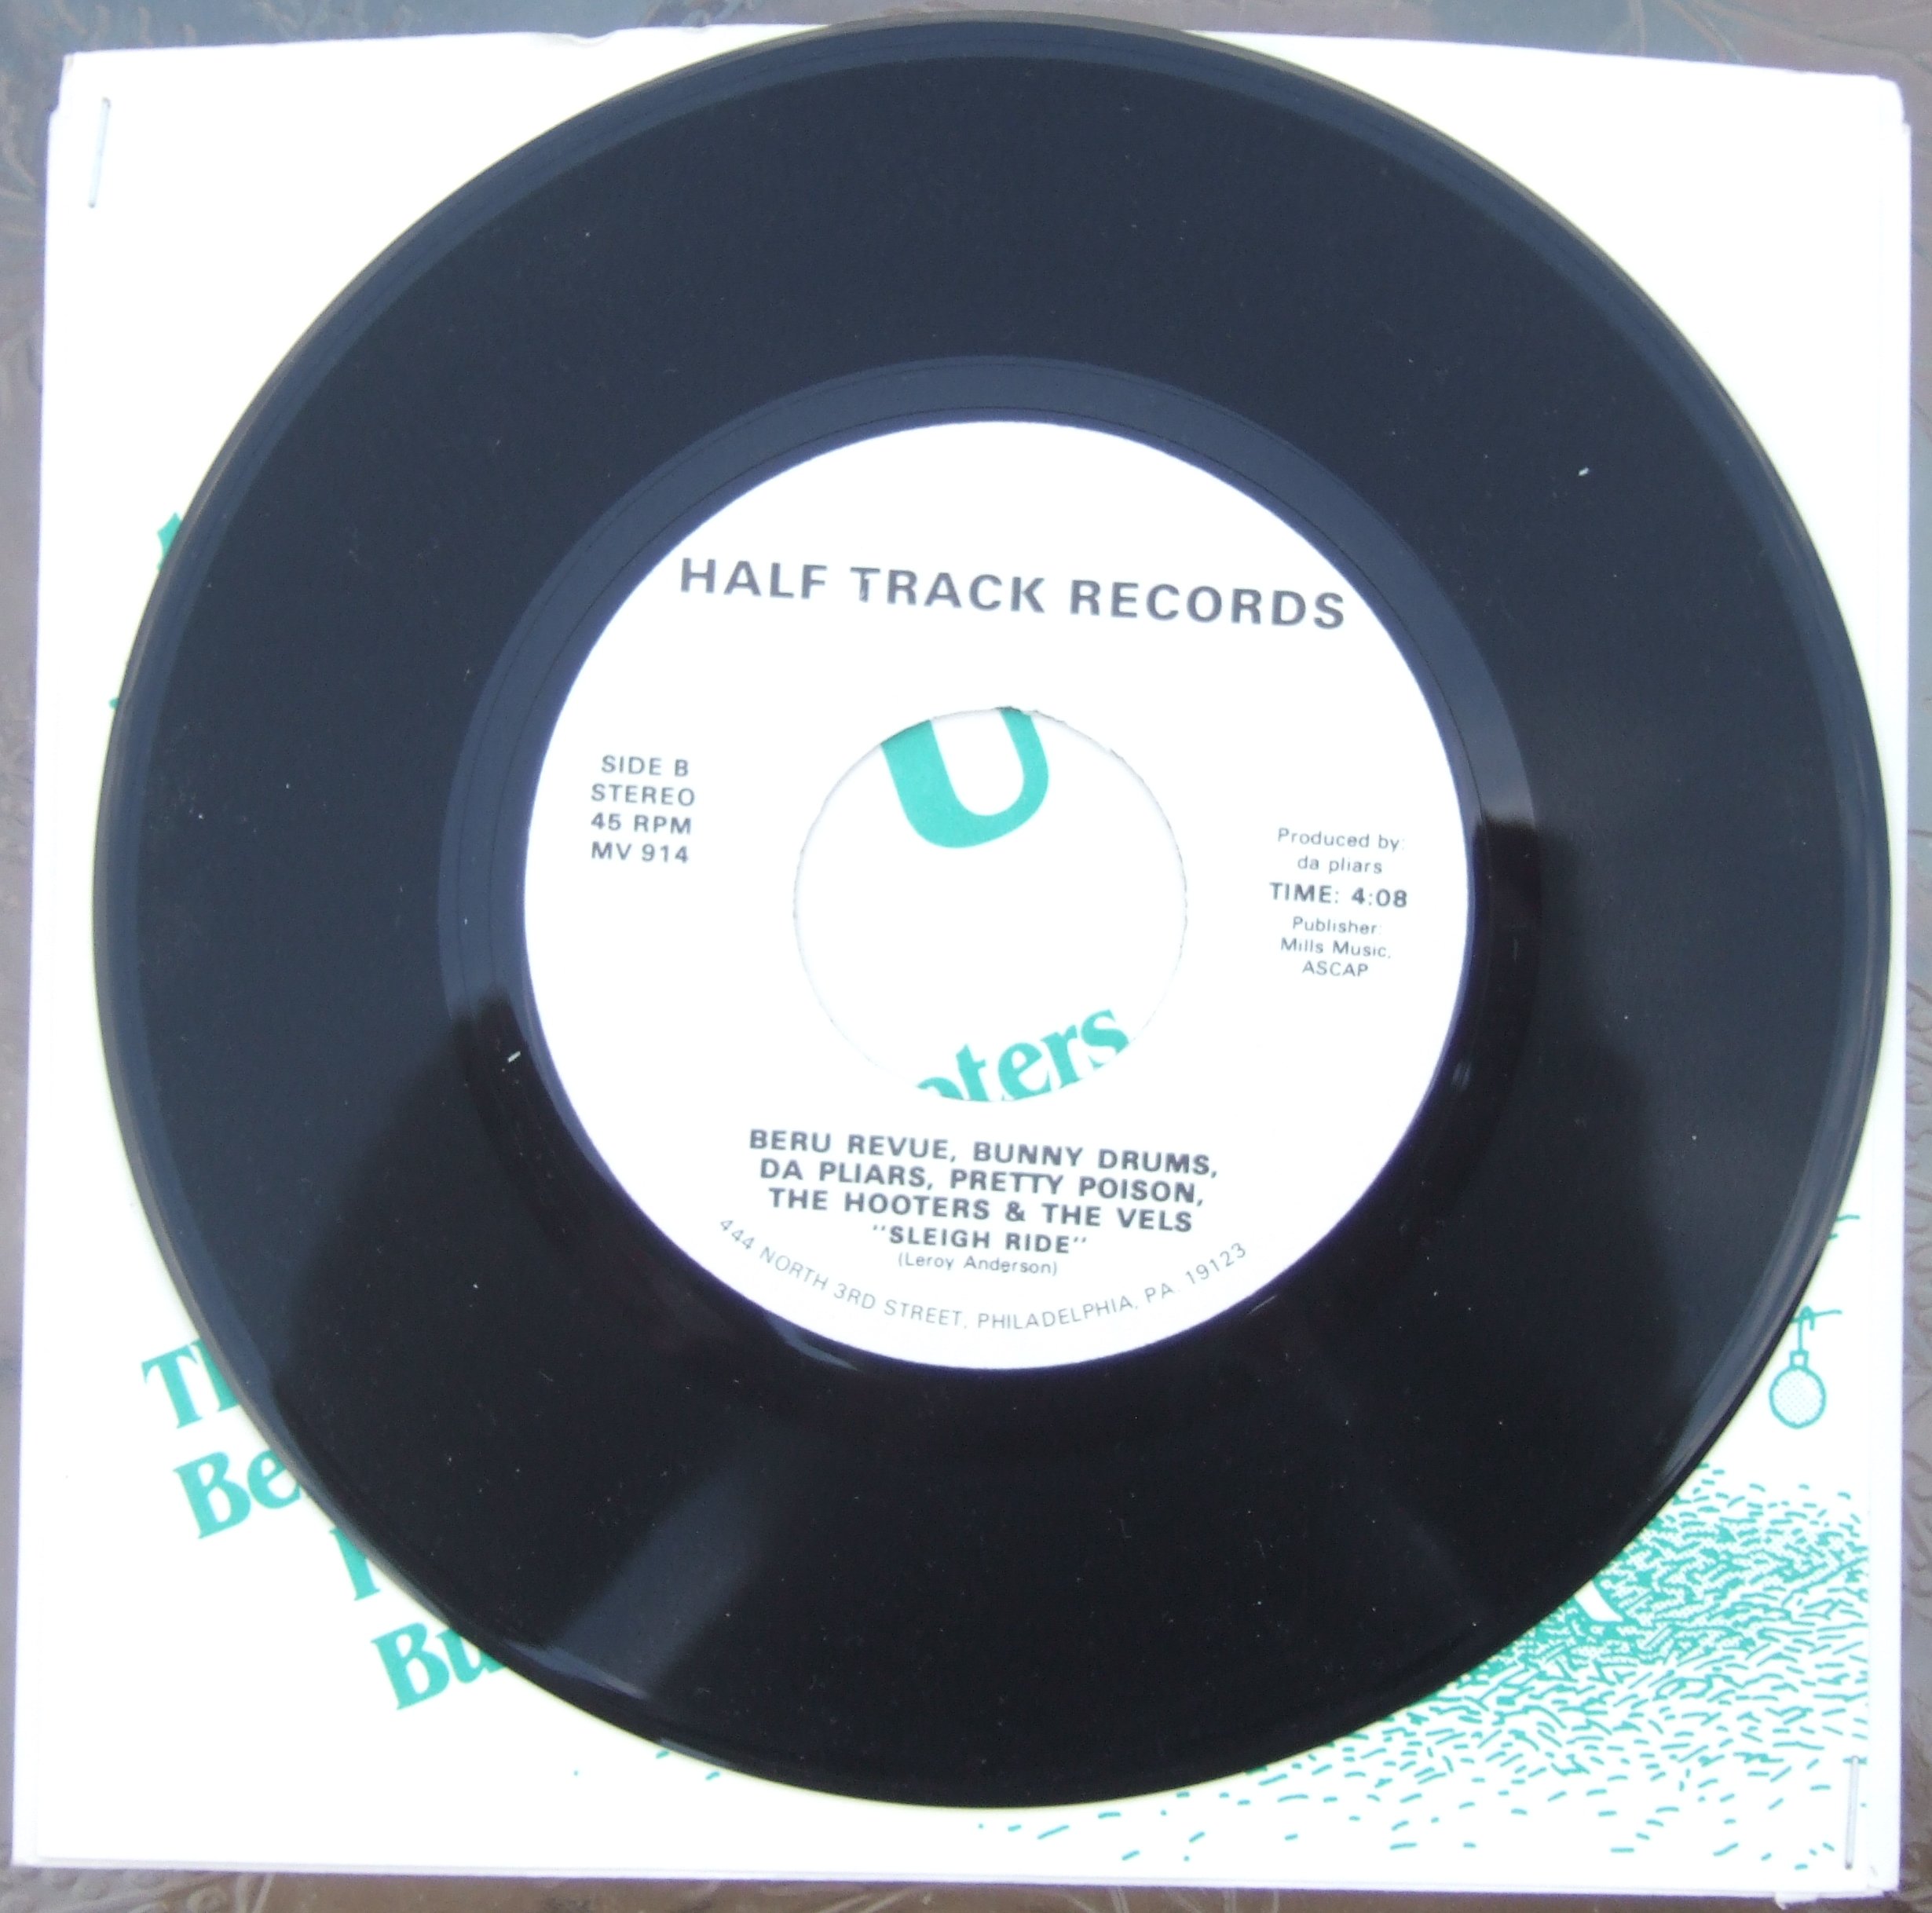 HALF TRACK RECORDS
SIDE B
STEREO
45 RPM
MV 914
Produced by:
da pliars
TIME: 4:08
Publisher:
Mills Music,
ASCAP
BERU REVUE, BUNNY DRUMS,
DA PLIARS, PRETTY POISON,
THE HOOTERS & THE VELS
"SLEIGH RIDE"
(Leroy Anderson)
444 NORTH 3RD STREET, PHILADELPHIA, PA. 19123